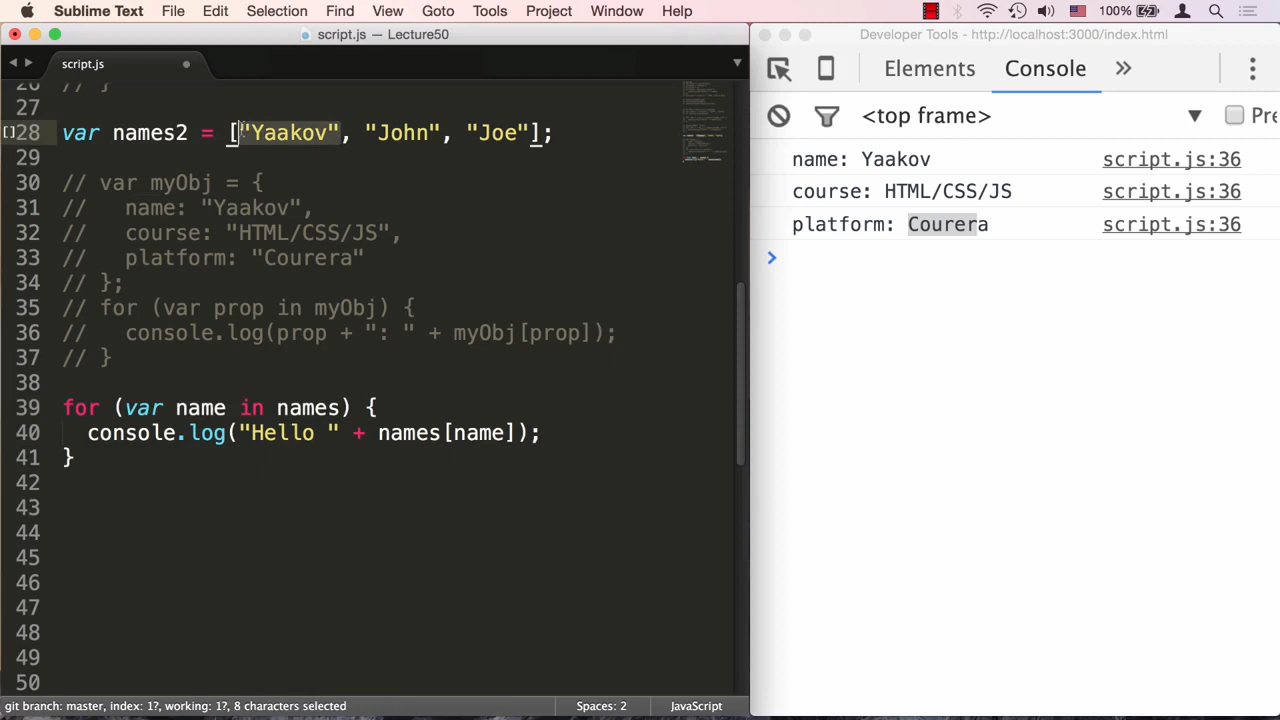 Sublime Text File Edit Selection Find View Goto Tools Project Window Help 100%
script.js — Lecture50
Developer Tools - http://localhost:3000/index.html
script.js
Elements Console
<top frame> Pre
26 // }
27
28 var names2 = ["Yaakov", "John", "Joe"];
29
30 // var myObj = {
31 //   name: "Yaakov",
32 //   course: "HTML/CSS/JS",
33 //   platform: "Courera"
34 // };
35 // for (var prop in myObj) {
36 //   console.log(prop + ": " + myObj[prop]);
37 // }
38
39 for (var name in names) {
40   console.log("Hello " + names[name]);
41 }
42
43
44
45
46
47
48
49
50
name: Yaakov script.js:36
course: HTML/CSS/JS script.js:36
platform: Courera script.js:36
git branch: master, index: 1?, working: 1?, 8 characters selected Spaces: 2 JavaScript